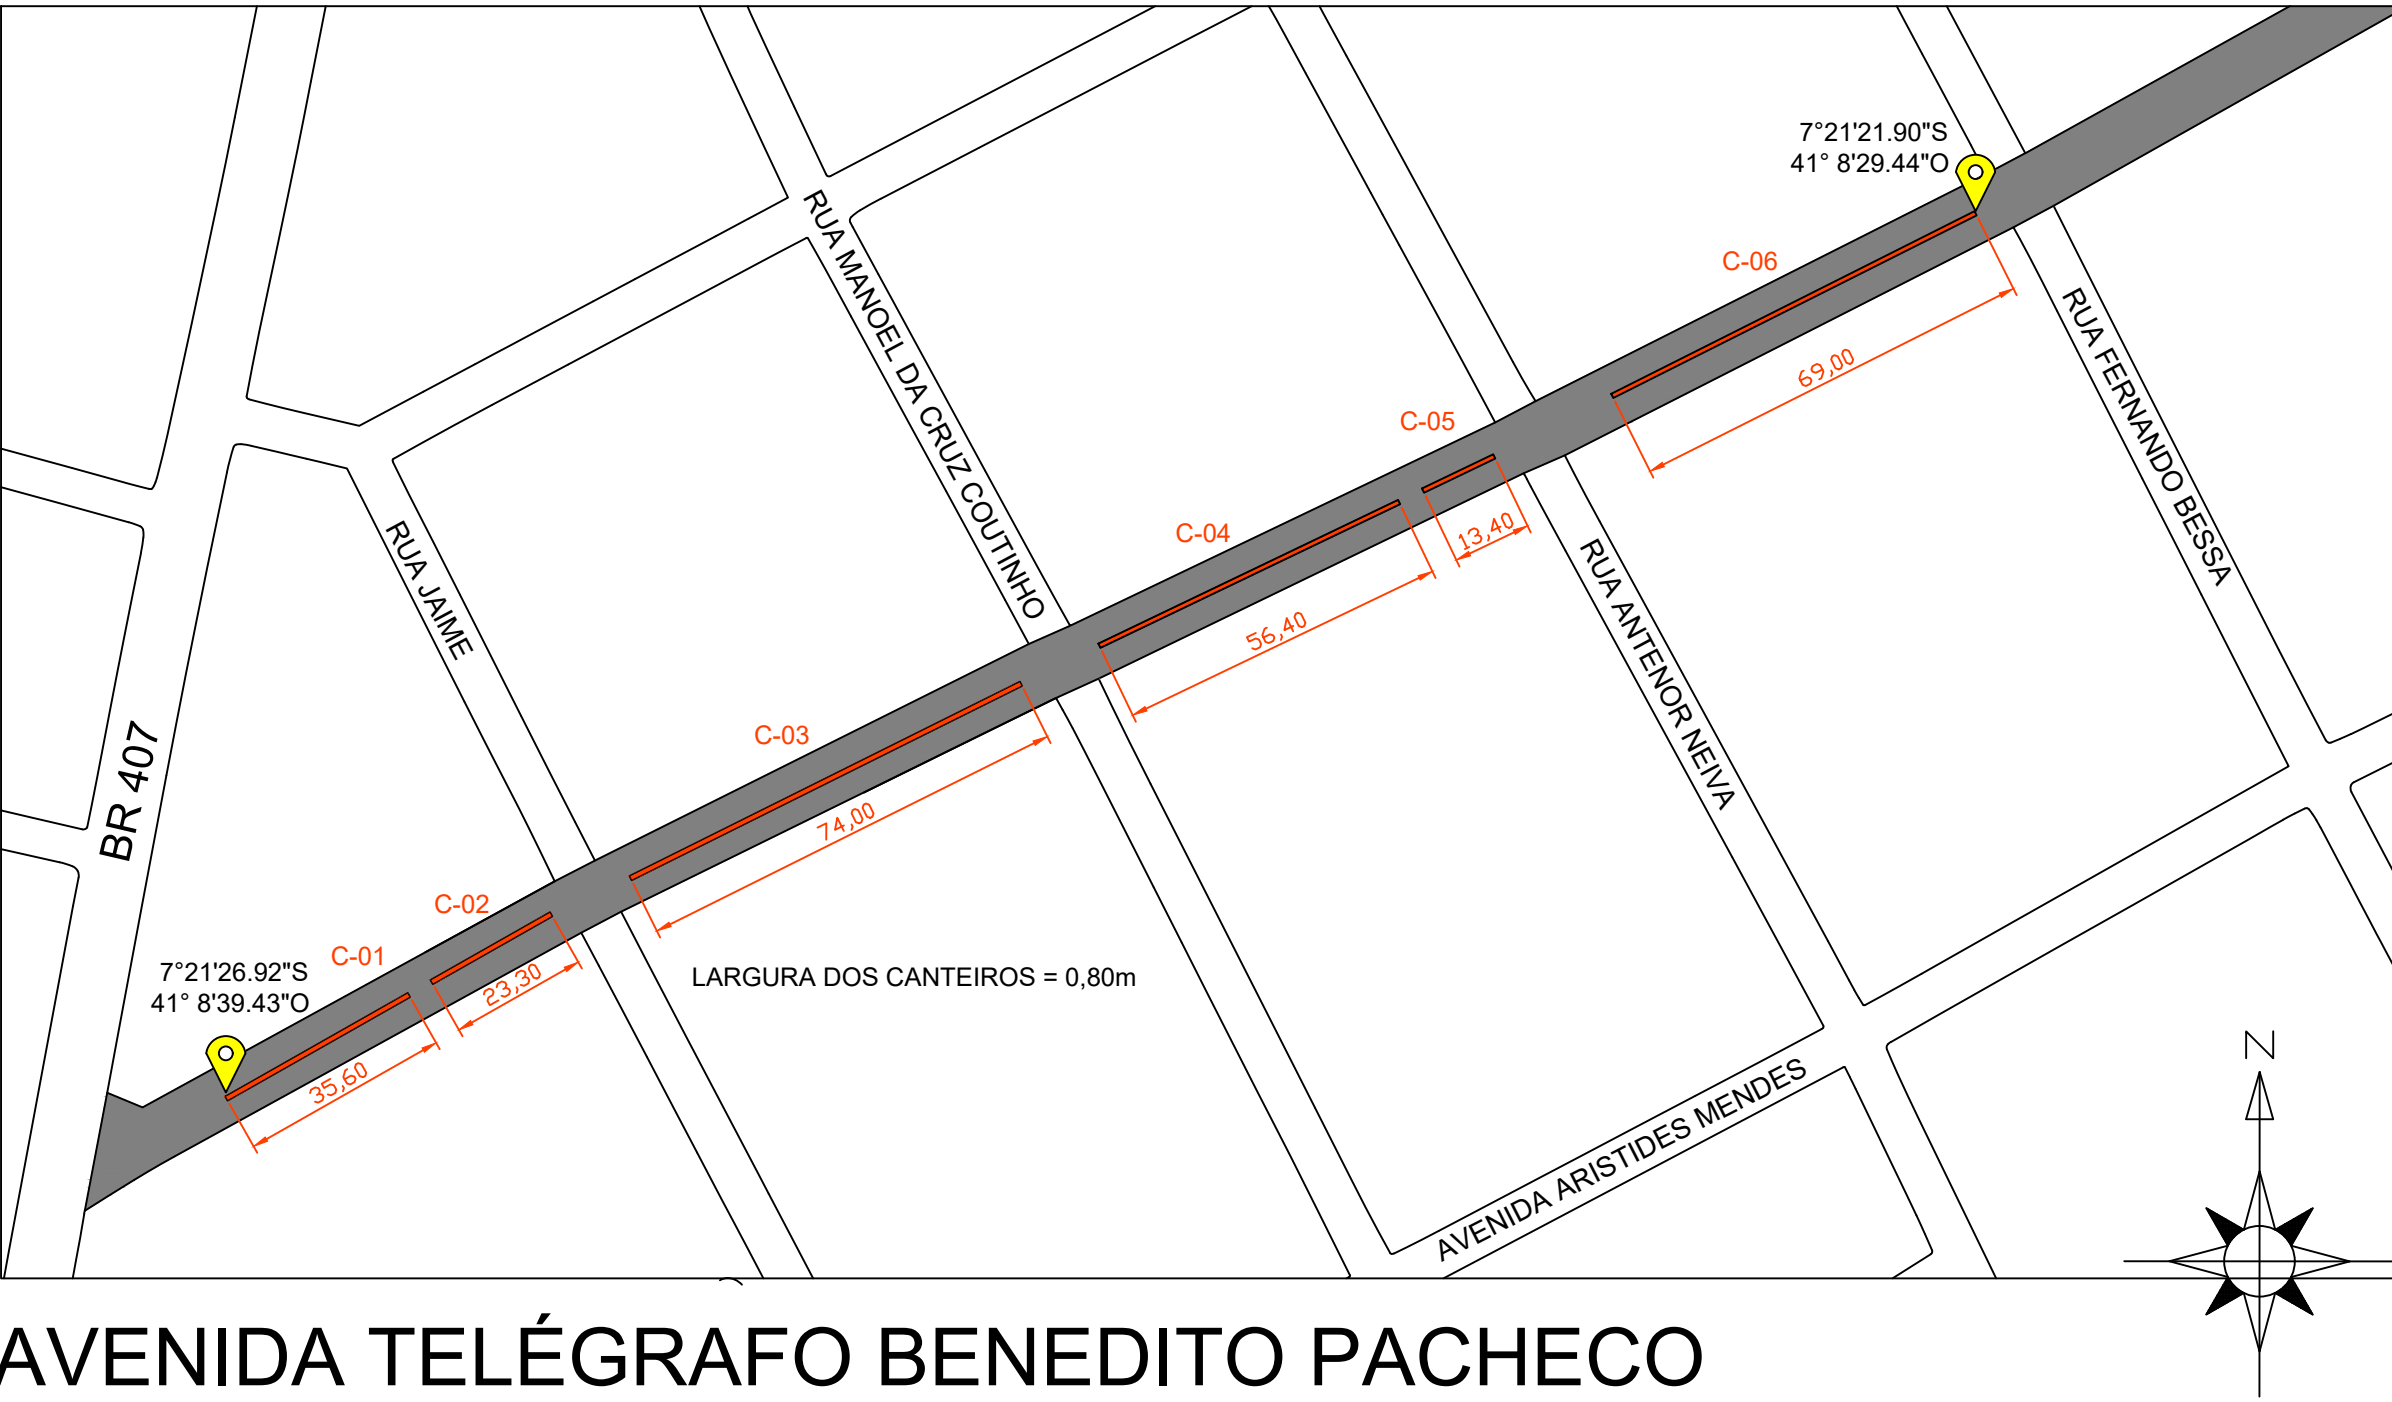 7°21'21.90"S
41° 8'29.44"O
RUA MANOEL DA CRUZ COUTINHO
C-06
RUA FERNANDO BESSA
69,00
C-05
13,40
RUA JAIME
C-04
56,40
RUA ANTENOR NEIVA
BR 407
C-03
74,00
C-02
23,30
C-01
7°21'26.92"S
41° 8'39.43"O
35,60
LARGURA DOS CANTEIROS = 0,80m
AVENIDA ARISTIDES MENDES
N
AVENIDA TELÉGRAFO BENEDITO PACHECO